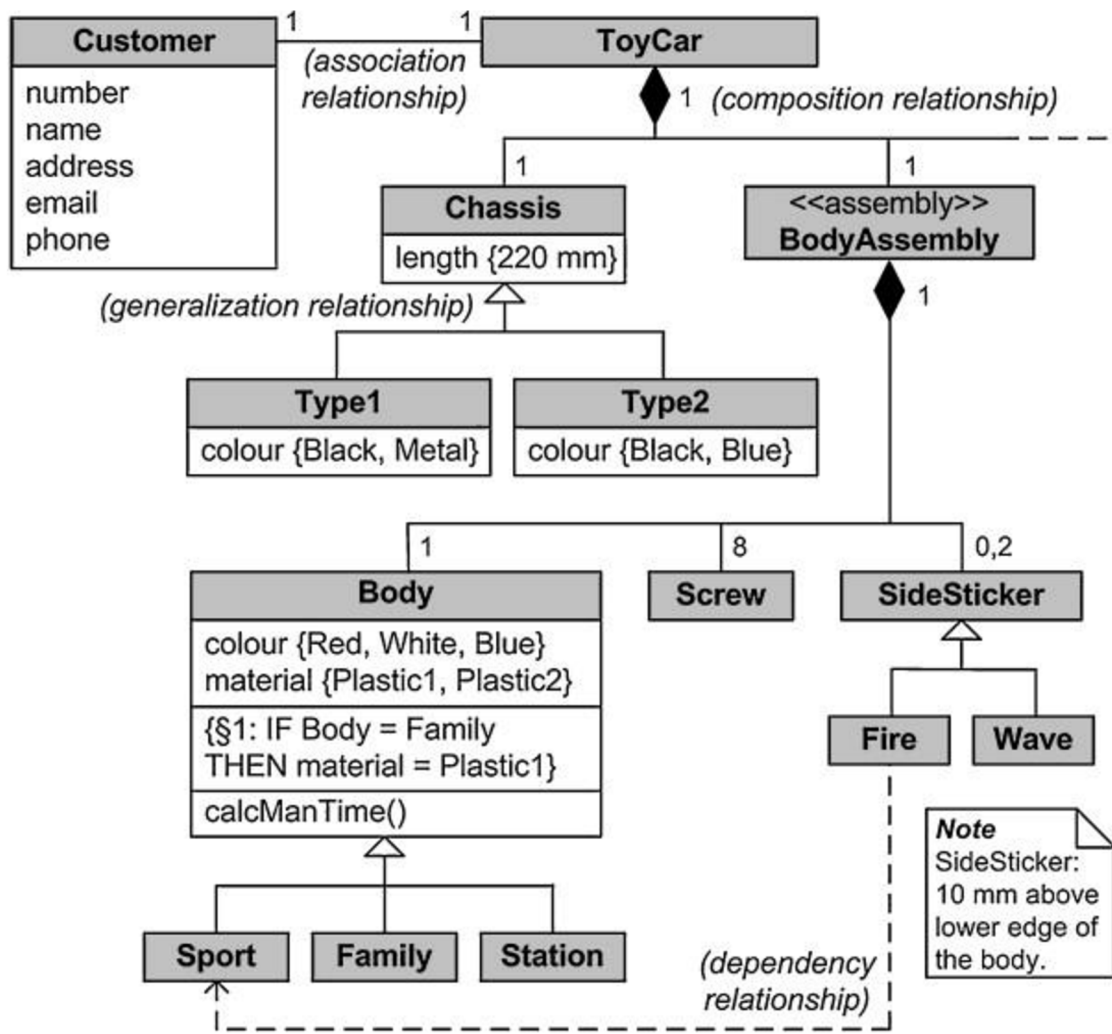 Customer
number
name
address
email
phone
1
1
(association
relationship)
ToyCar
1
(composition relationship)
1
Chassis
length {220 mm}
1
<<assembly>>
BodyAssembly
1
(generalization relationship)
Type1
colour {Black, Metal}
Type2
colour {Black, Blue}
1
Body
colour {Red, White, Blue}
material {Plastic1, Plastic2}
{§1: IF Body = Family
THEN material = Plastic1}
calcManTime()
8
Screw
0,2
SideSticker
Fire
Wave
Sport
Family
Station
(dependency
relationship)
Note
SideSticker:
10 mm above
lower edge of
the body.